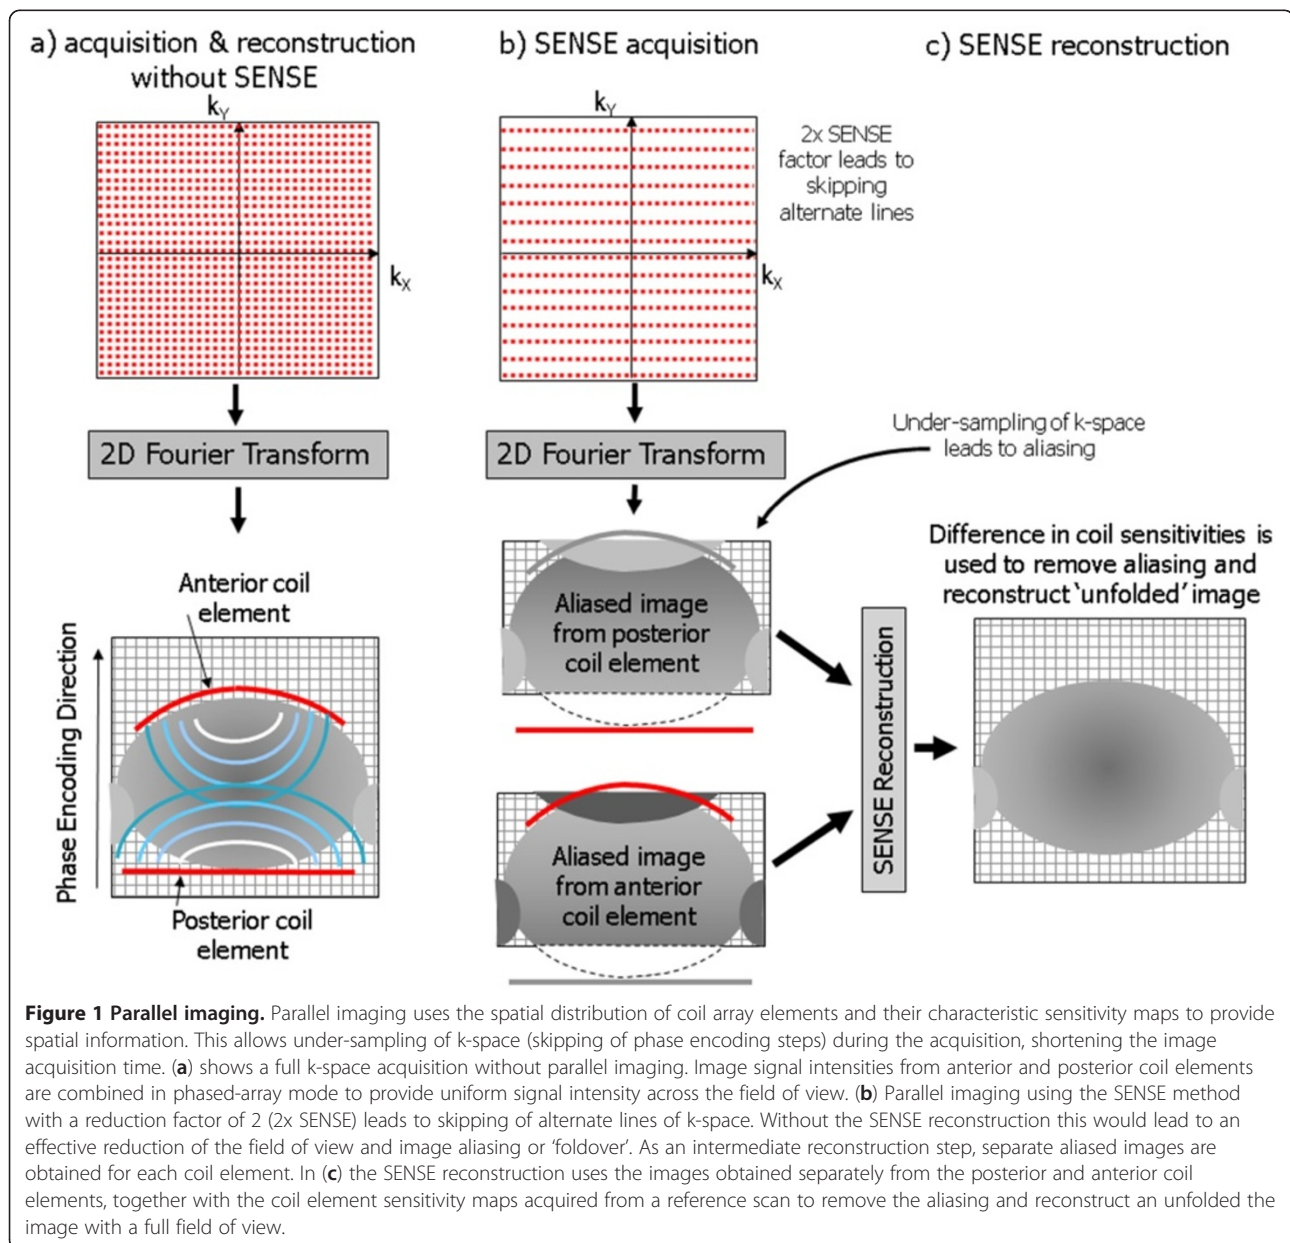 a) acquisition & reconstruction
without SENSE
b) SENSE acquisition
c) SENSE reconstruction
kY
kX
kY
kX
2x SENSE
factor leads to
skipping
alternate lines
2D Fourier Transform
2D Fourier Transform
Under-sampling of k-space
leads to aliasing
Anterior coil
element
Phase Encoding Direction
Posterior coil
element
Aliased image
from posterior
coil element
Aliased image
from anterior
coil element
SENSE Reconstruction
Difference in coil sensitivities is
used to remove aliasing and
reconstruct ‘unfolded’ image
Figure 1 Parallel imaging. Parallel imaging uses the spatial distribution of coil array elements and their characteristic sensitivity maps to provide
spatial information. This allows under-sampling of k-space (skipping of phase encoding steps) during the acquisition, shortening the image
acquisition time. (a) shows a full k-space acquisition without parallel imaging. Image signal intensities from anterior and posterior coil elements
are combined in phased-array mode to provide uniform signal intensity across the field of view. (b) Parallel imaging using the SENSE method
with a reduction factor of 2 (2x SENSE) leads to skipping of alternate lines of k-space. Without the SENSE reconstruction this would lead to an
effective reduction of the field of view and image aliasing or ‘foldover’. As an intermediate reconstruction step, separate aliased images are
obtained for each coil element. In (c) the SENSE reconstruction uses the images obtained separately from the posterior and anterior coil
elements, together with the coil element sensitivity maps acquired from a reference scan to remove the aliasing and reconstruct an unfolded the
image with a full field of view.